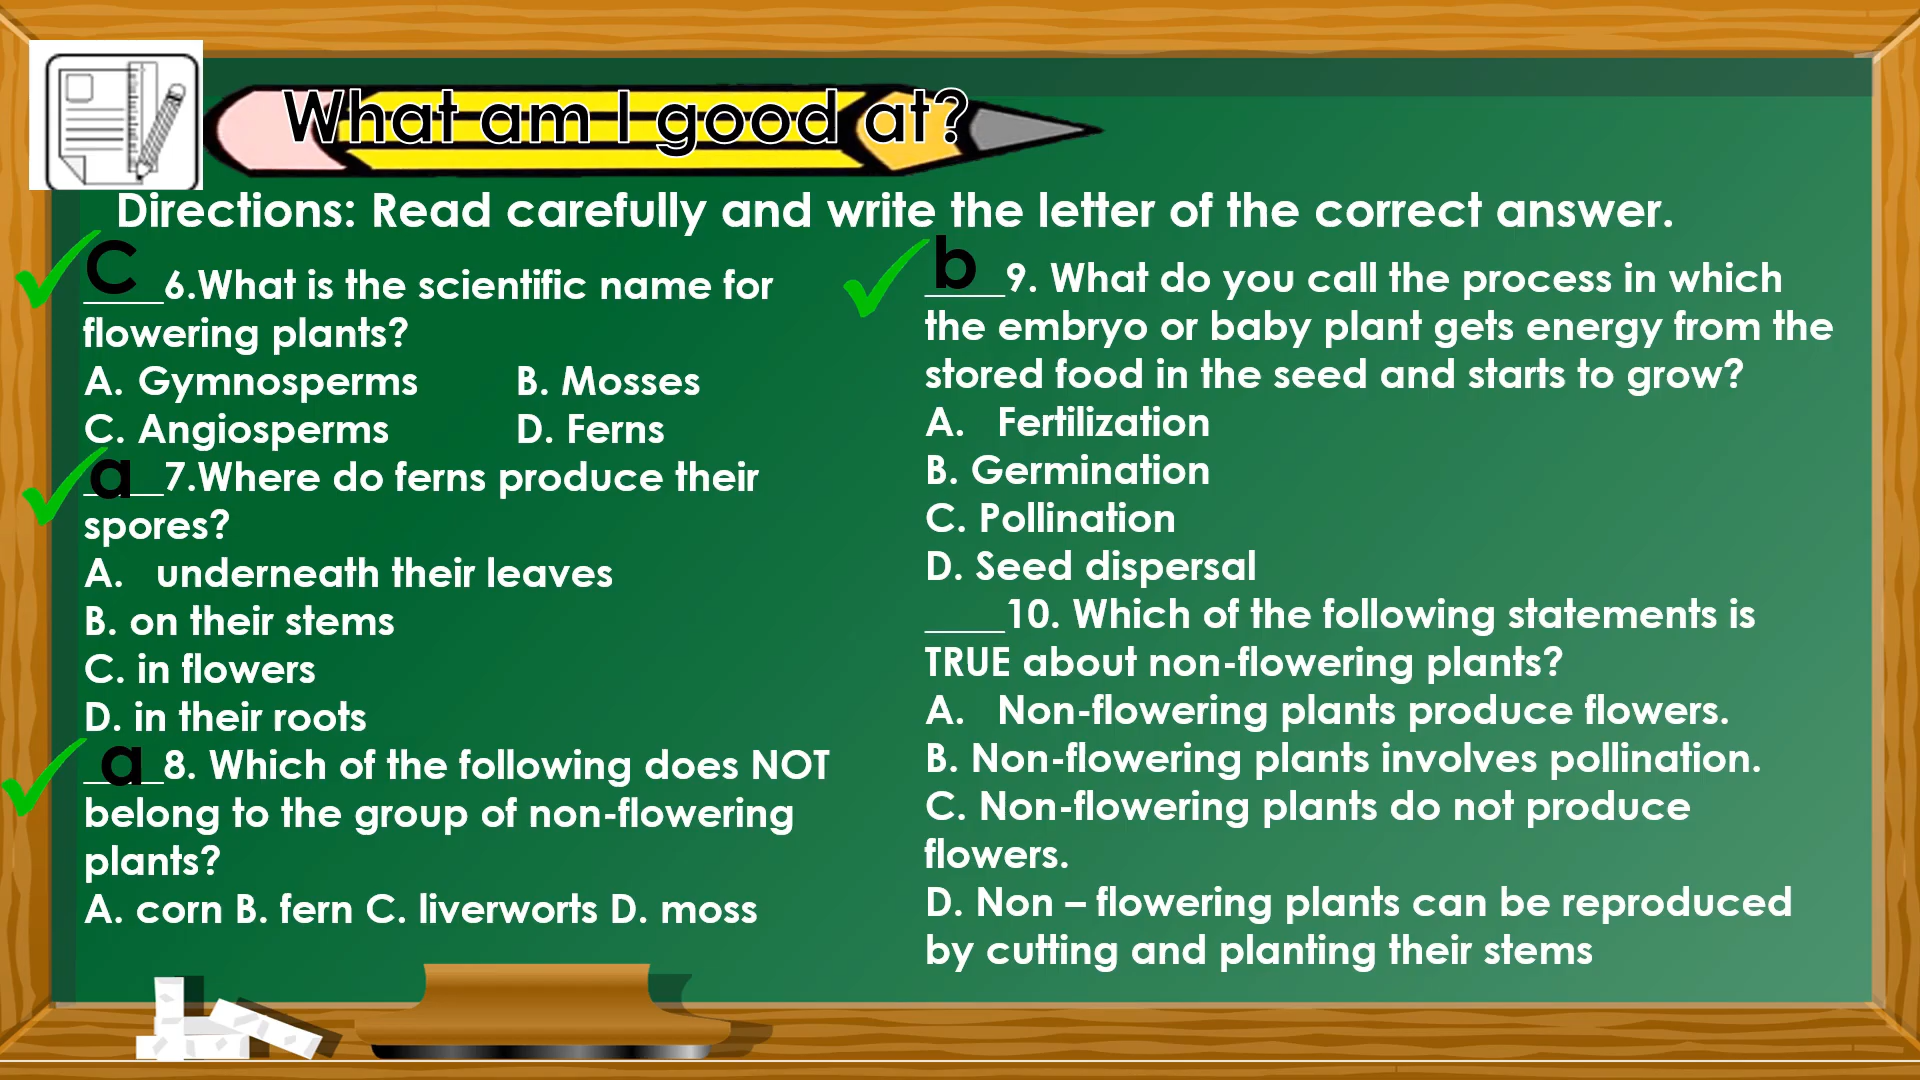 What am I good at?
Directions: Read carefully and write the letter of the correct answer.
C
____6.What is the scientific name for
flowering plants?
A. Gymnosperms B. Mosses
C. Angiosperms D. Ferns
a
____7.Where do ferns produce their
spores?
A. underneath their leaves
B. on their stems
C. in flowers
D. in their roots
a
____8. Which of the following does NOT
belong to the group of non-flowering
plants?
A. corn B. fern C. liverworts D. moss
b
____9. What do you call the process in which
the embryo or baby plant gets energy from the
stored food in the seed and starts to grow?
A. Fertilization
B. Germination
C. Pollination
D. Seed dispersal
____10. Which of the following statements is
TRUE about non-flowering plants?
A. Non-flowering plants produce flowers.
B. Non-flowering plants involves pollination.
C. Non-flowering plants do not produce
flowers.
D. Non – flowering plants can be reproduced
by cutting and planting their stems